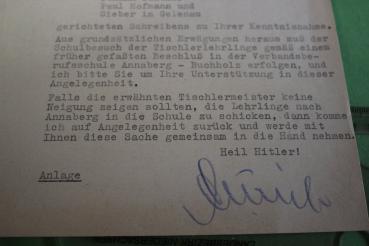 Paul Hofmann und
Sieber in Gelenau
gerichteten Schreibens zu Ihrer Kenntnisnahme.
Aus grundsätzlichen Erwägungen heraus muß der
Schulbesuch der Tischlerlehrlinge gemäß einem
früher gefaßten Beschluß in der Verbandsbe-
rufsschule Annaberg - Buchholz erfolgen, und
ich bitte Sie um Ihre Unterstützung in dieser
Angelegenheit.
Falls die erwähnten Tischlermeister keine
Neigung zeigen sollten, die Lehrlinge nach
Annaberg in die Schule zu schicken, dann komme
ich auf Angelegenheit zurück und werde mit
Ihnen diese Sache gemeinsam in die Hand nehmen.
Heil Hitler!
Anlage